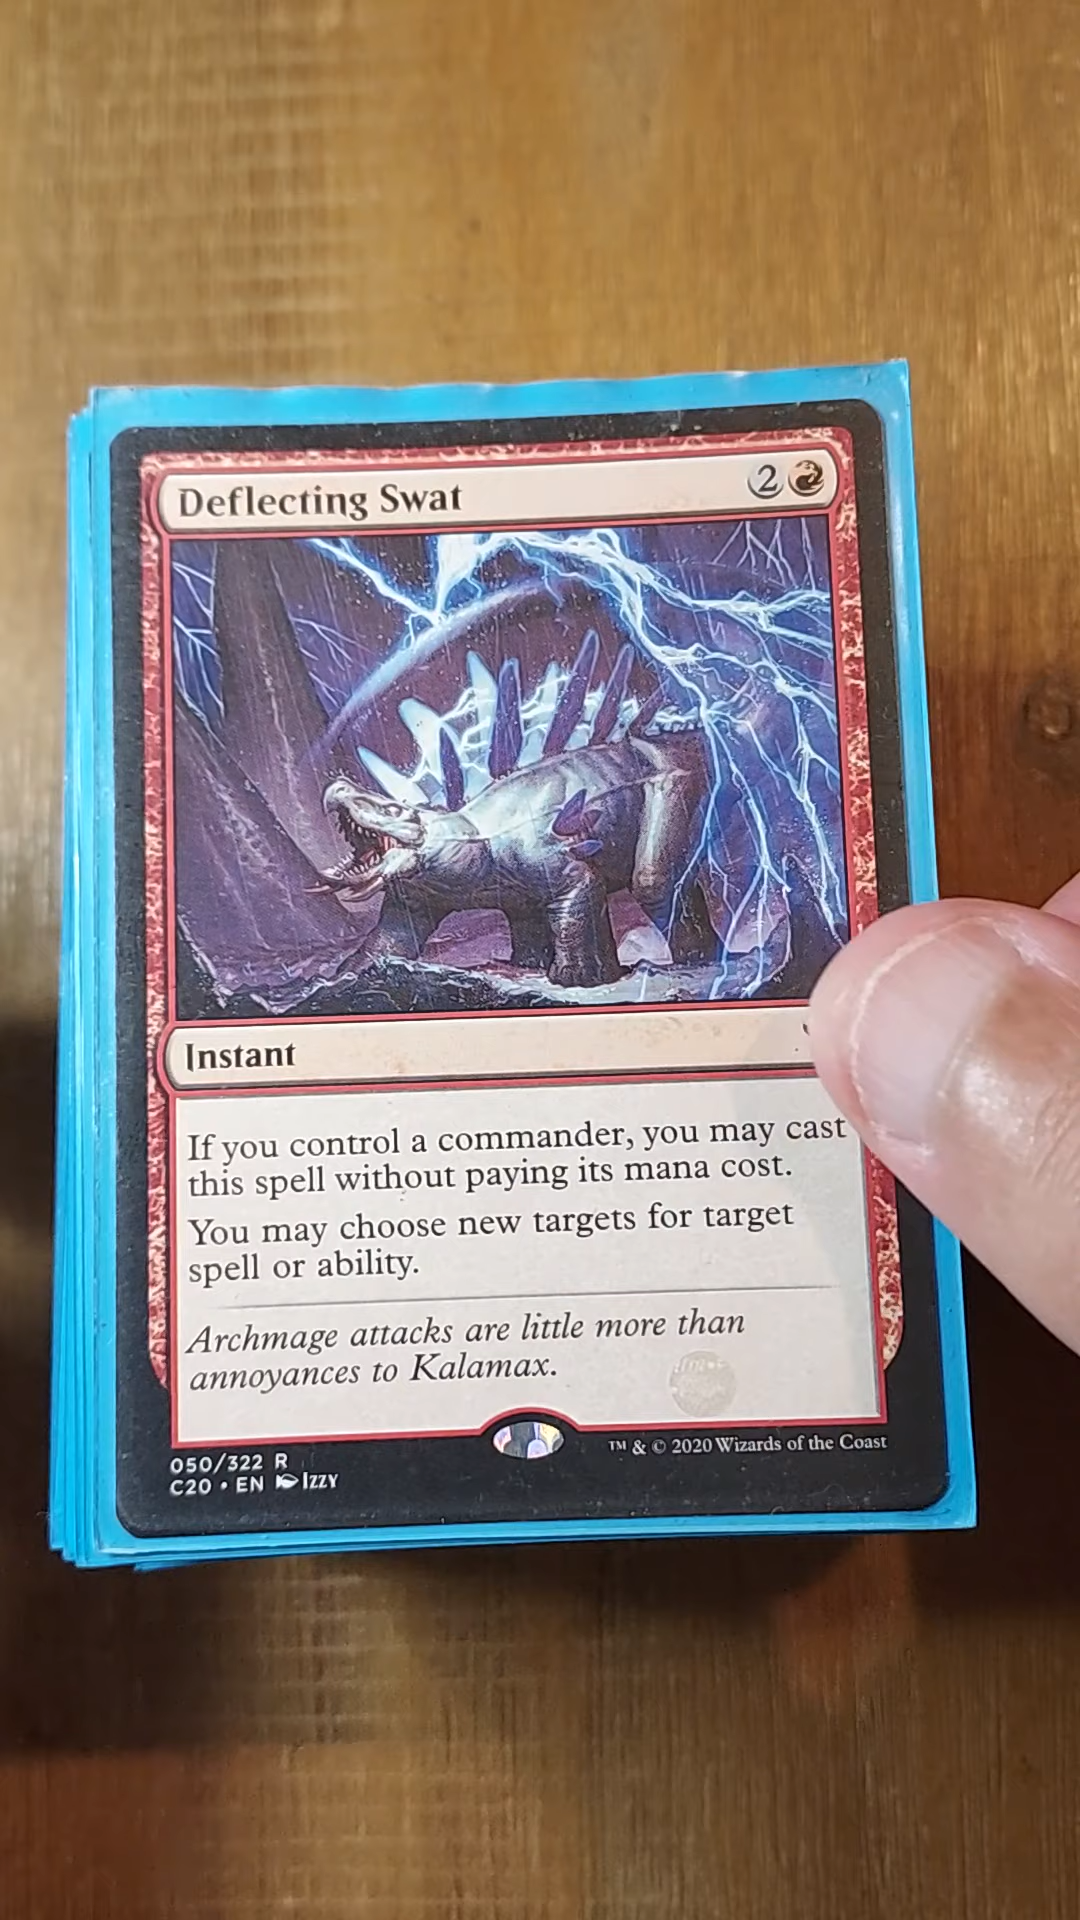 Deflecting Swat
2
Instant
If you control a commander, you may cast
this spell without paying its mana cost.
You may choose new targets for target
spell or ability.
Archmage attacks are little more than
annoyances to Kalamax.
050/322 R
C20 • EN IZZY
™ & © 2020 Wizards of the Coast